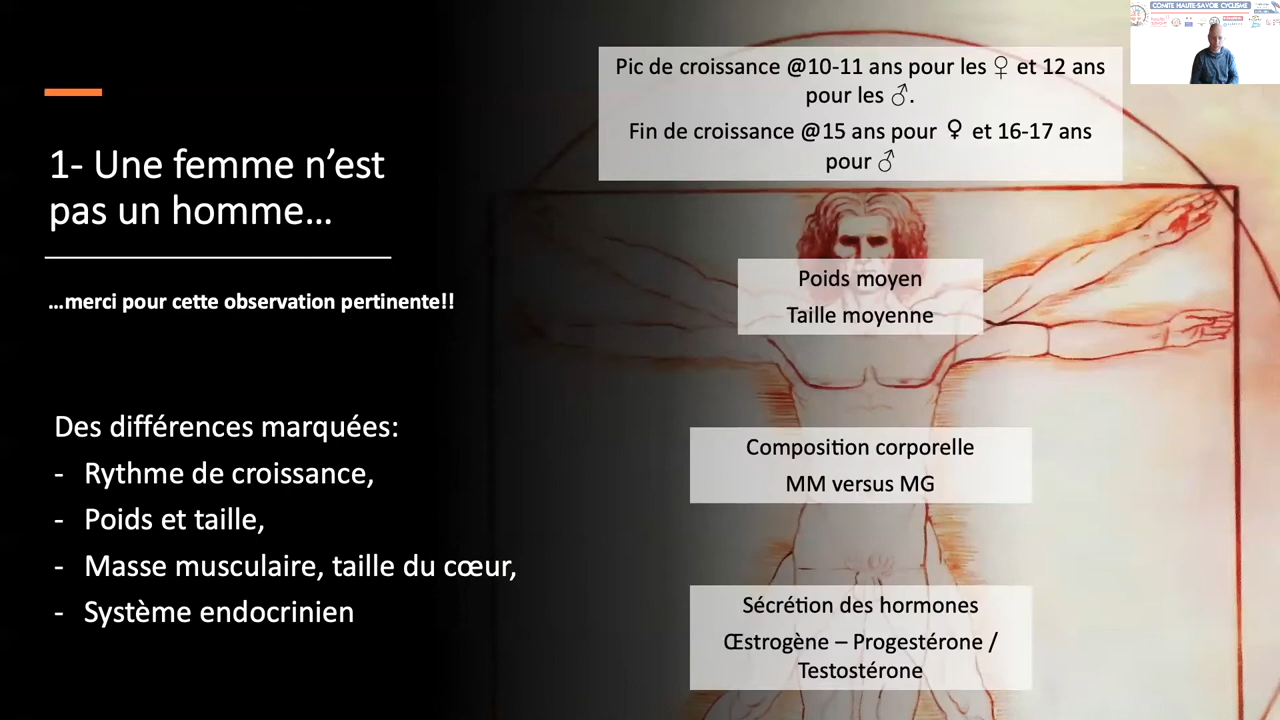 COMITE HAUTE-SAVOIE CYCLISME
1- Une femme n’est
pas un homme…
…merci pour cette observation pertinente!!
Des différences marquées:
- Rythme de croissance,
- Poids et taille,
- Masse musculaire, taille du cœur,
- Système endocrinien
Pic de croissance @10-11 ans pour les ♀ et 12 ans
pour les ♂.
Fin de croissance @15 ans pour ♀ et 16-17 ans
pour ♂
Poids moyen
Taille moyenne
Composition corporelle
MM versus MG
Sécrétion des hormones
Œstrogène – Progestérone /
Testostérone